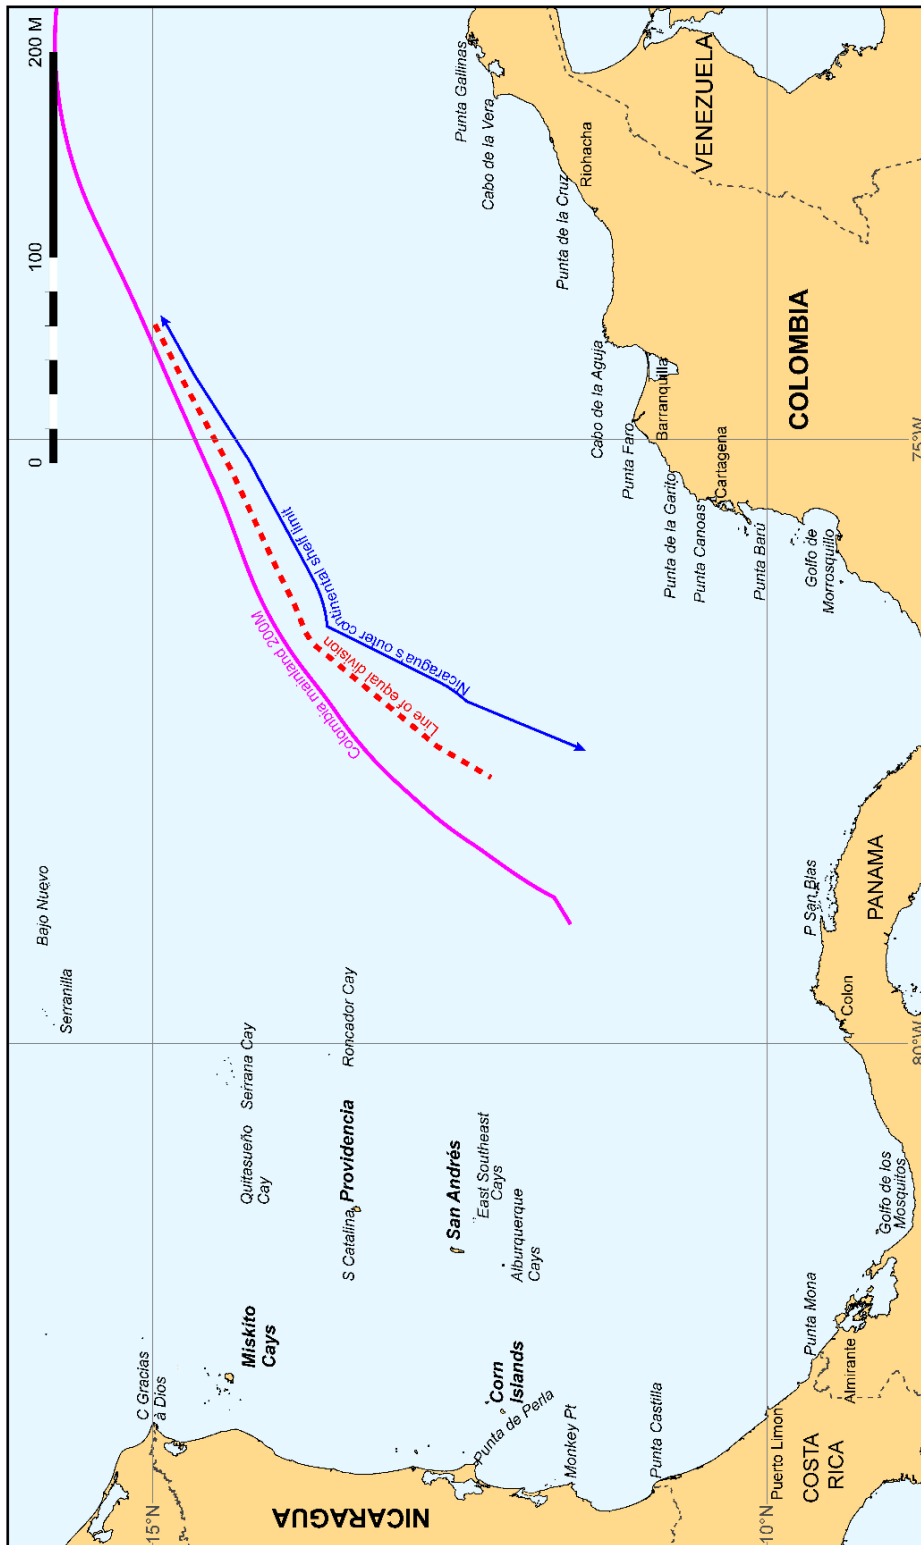 200 M
100
0
Bajo Nuevo
Serranilla
C Gracias
à Dios
15°N
Miskito
Cays
Quitasueño
Cay
Serrana Cay
S Catalina
Providencia
Roncador Cay
San Andrés
East Southeast
Cays
Alburquerque
Cays
Corn
Islands
Punta de Perla
Monkey Pt
NICARAGUA
Punta Castilla
Puerto Limon
10°N
COSTA
RICA
Punta Mona
Almirante
Golfo de los
Mosquitos
80°W
Colon
P San Blas
PANAMA
Colombia mainland 200M
Line of equal division
Nicaragua's outer continental shelf limit
Punta Gallinas
Cabo de la Vera
Riohacha
Punta de la Cruz
Cabo de la Aguja
Barranquilla
Punta Faro
Punta de la Garito
Cartagena
Punta Canoas
Punta Barú
Golfo de
Morrosquillo
75°W
COLOMBIA
VENEZUELA